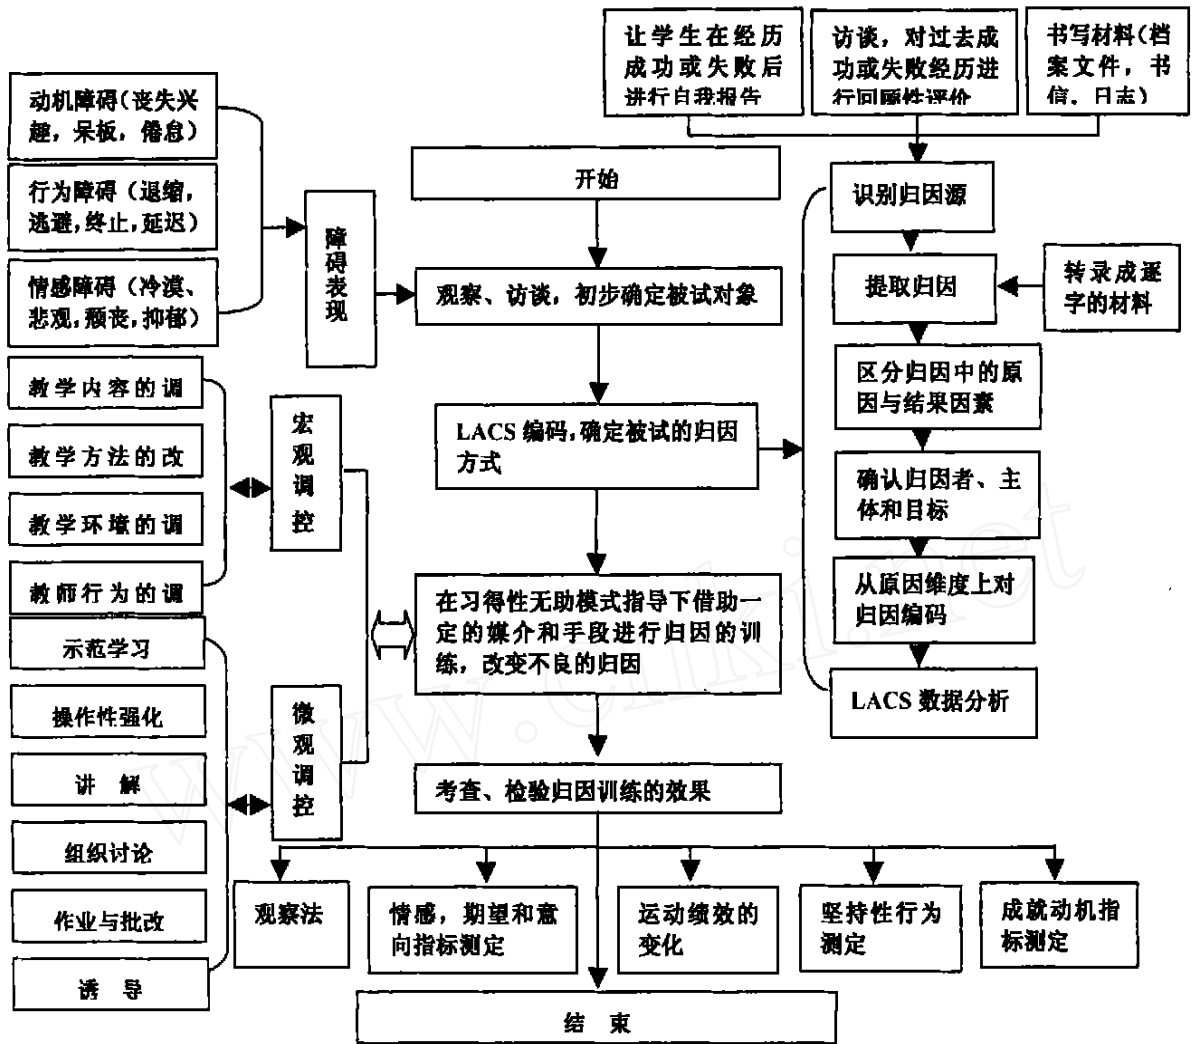 让学生在经历
成功或失败后
进行自我报告
访谈，对过去成
功或失败经历进
行回顾性评价
书写材料（档
案文件，书
信，日志）
动机障碍（丧失兴
趣，呆板，倦怠）
行为障碍（退缩，
逃避，终止，延迟）
情感障碍（冷漠、
悲观，颓丧，抑郁）
障碍表现
开始
观察、访谈，初步确定被试对象
LACS 编码，确定被试的归因
方式
在习得性无助模式指导下借助一
定的媒介和手段进行归因的训
练，改变不良的归因
考查、检验归因训练的效果
识别归因源
提取归因
转录成逐
字的材料
区分归因中的原
因与结果因素
确认归因者、主
体和目标
从原因维度上对
归因编码
LACS 数据分析
教学内容的调
教学方法的改
教学环境的调
教师行为的调
宏观调控
示范学习
操作性强化
讲 解
组织讨论
作业与批改
诱 导
微观调控
观察法
情感，期望和意
向指标测定
运动绩效的
变化
坚持性行为
测定
成就动机指
标测定
结 束
www.cnki.net